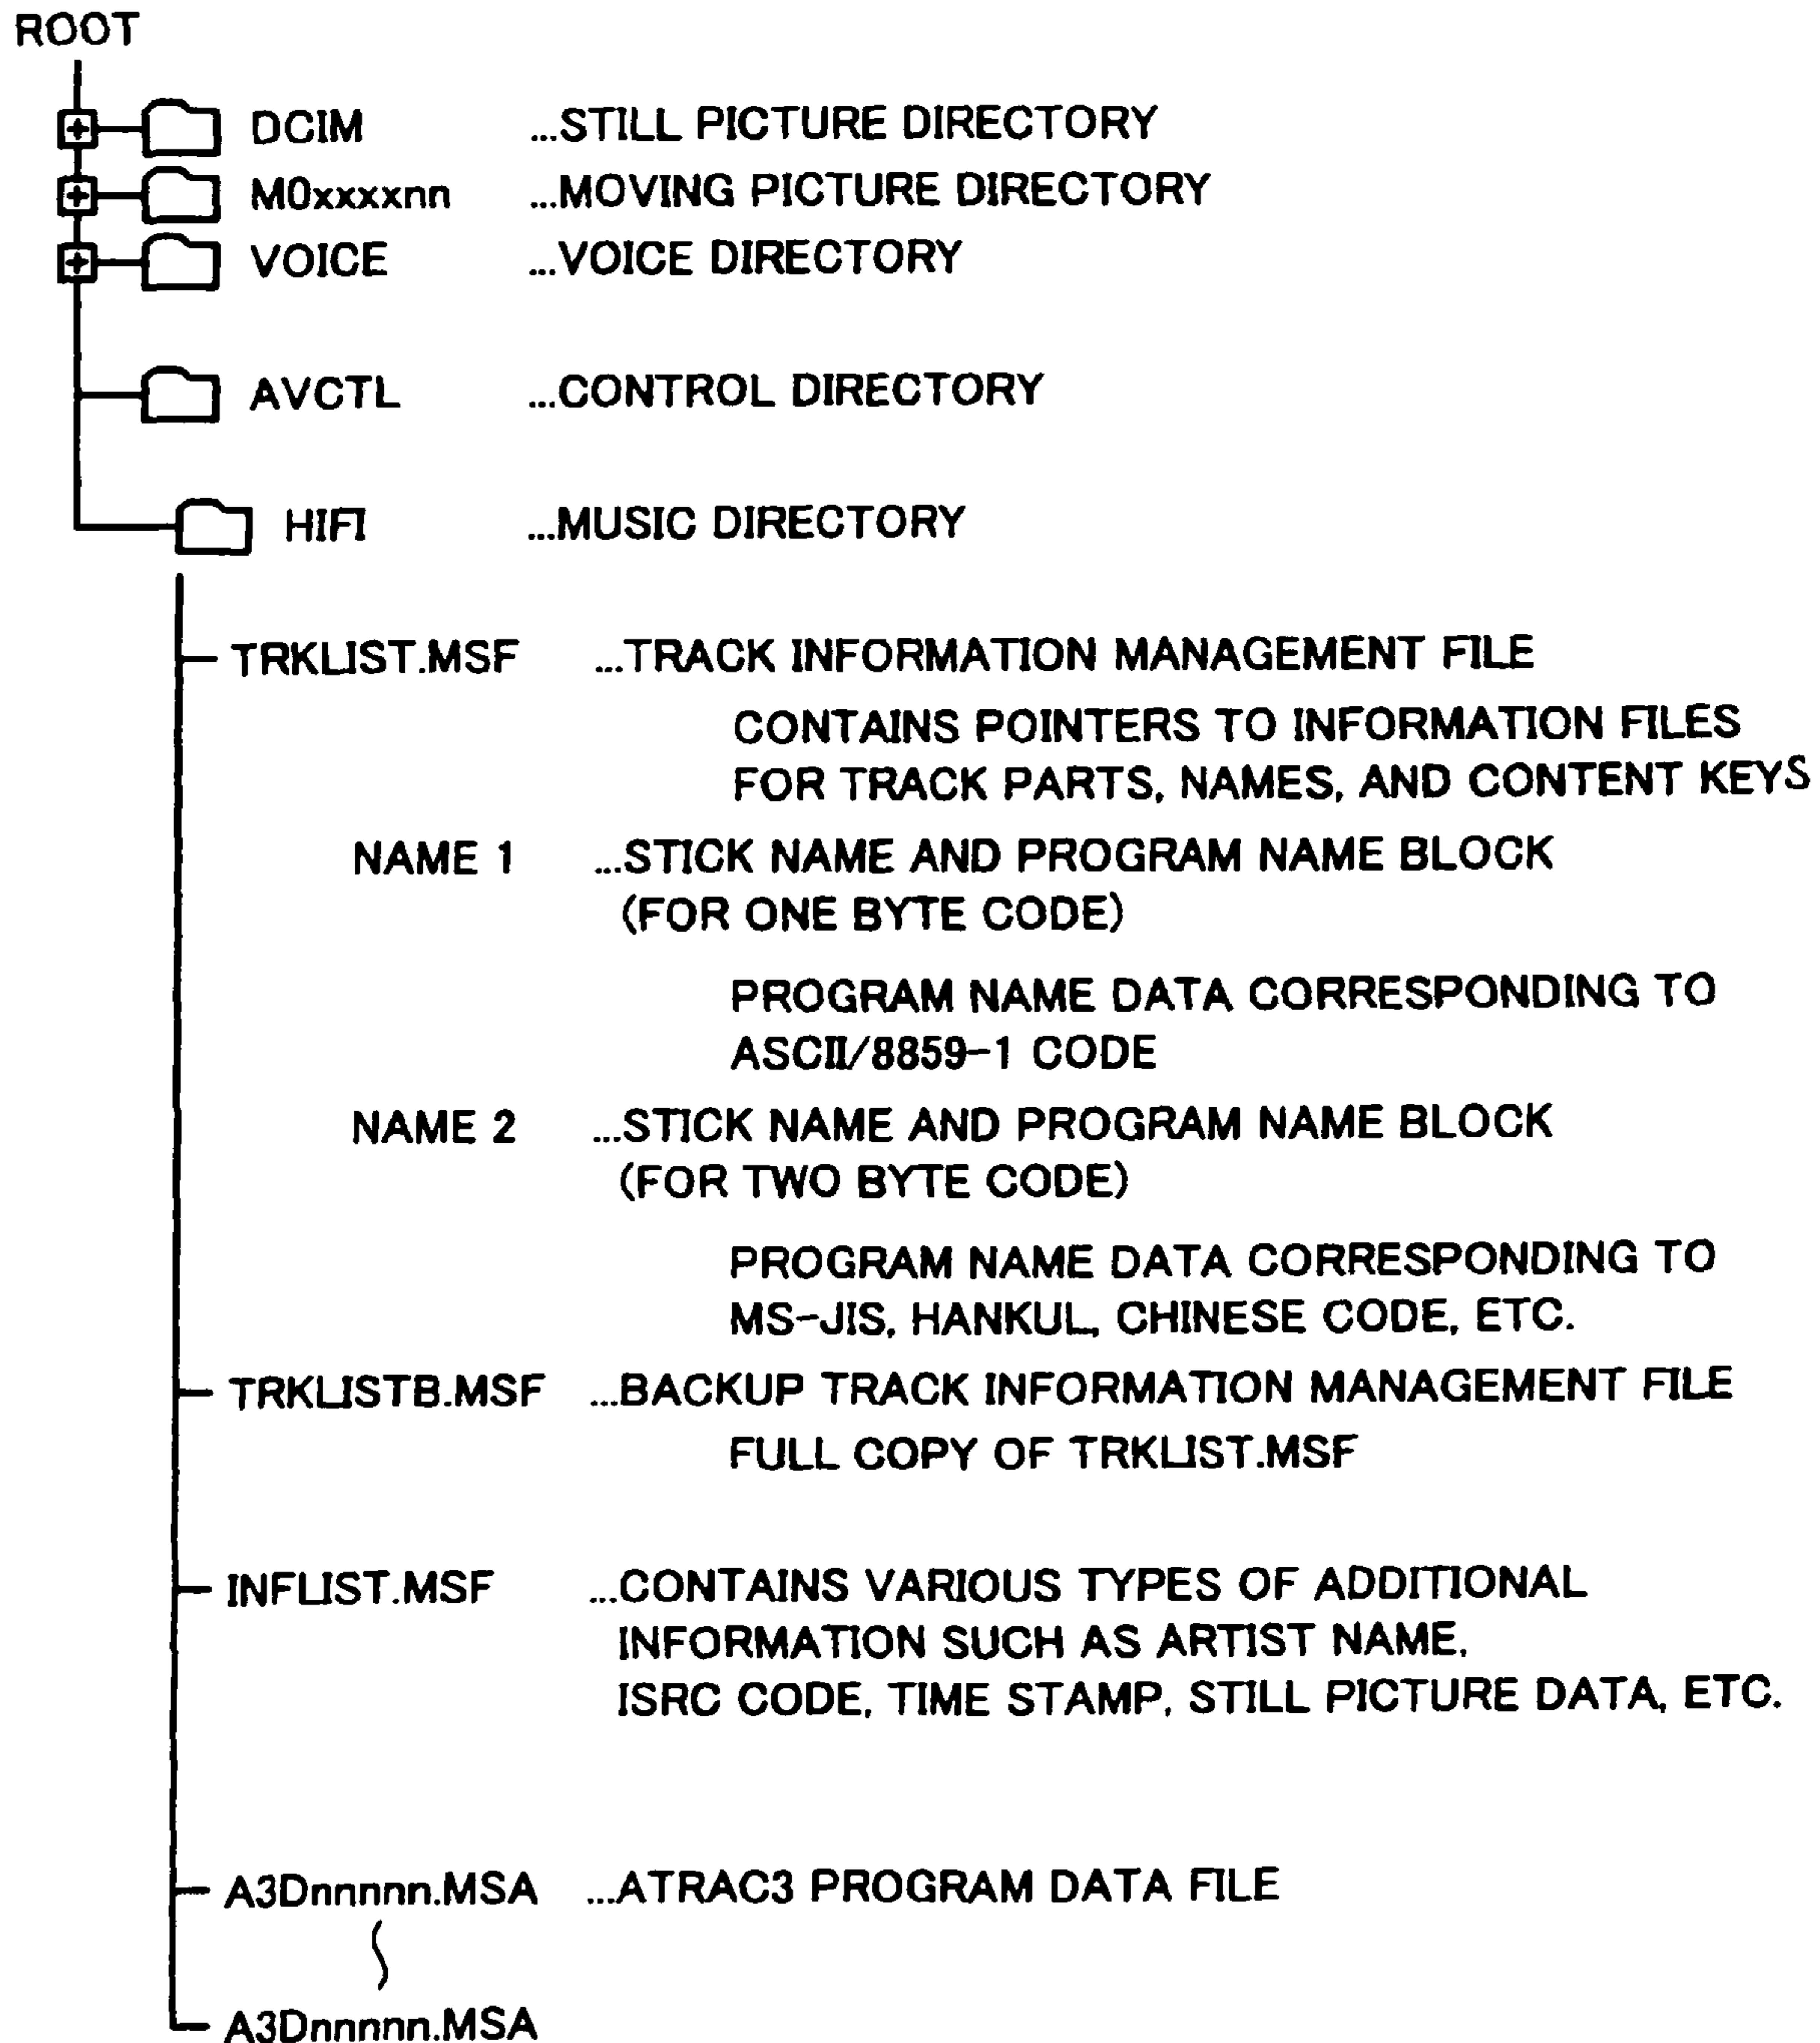 ROOT
DCIM ...STILL PICTURE DIRECTORY
M0xxxxnn ...MOVING PICTURE DIRECTORY
VOICE ...VOICE DIRECTORY
AVCTL ...CONTROL DIRECTORY
HIFI ...MUSIC DIRECTORY
TRKLIST.MSF ...TRACK INFORMATION MANAGEMENT FILE
CONTAINS POINTERS TO INFORMATION FILES
FOR TRACK PARTS, NAMES, AND CONTENT KEYS
NAME 1 ...STICK NAME AND PROGRAM NAME BLOCK
(FOR ONE BYTE CODE)
PROGRAM NAME DATA CORRESPONDING TO
ASCII/8859-1 CODE
NAME 2 ...STICK NAME AND PROGRAM NAME BLOCK
(FOR TWO BYTE CODE)
PROGRAM NAME DATA CORRESPONDING TO
MS-JIS, HANKUL, CHINESE CODE, ETC.
TRKLISTB.MSF ...BACKUP TRACK INFORMATION MANAGEMENT FILE
FULL COPY OF TRKLIST.MSF
INFLIST.MSF ...CONTAINS VARIOUS TYPES OF ADDITIONAL
INFORMATION SUCH AS ARTIST NAME,
ISRC CODE, TIME STAMP, STILL PICTURE DATA, ETC.
A3Dnnnnn.MSA ...ATRAC3 PROGRAM DATA FILE
A3Dnnnnn.MSA